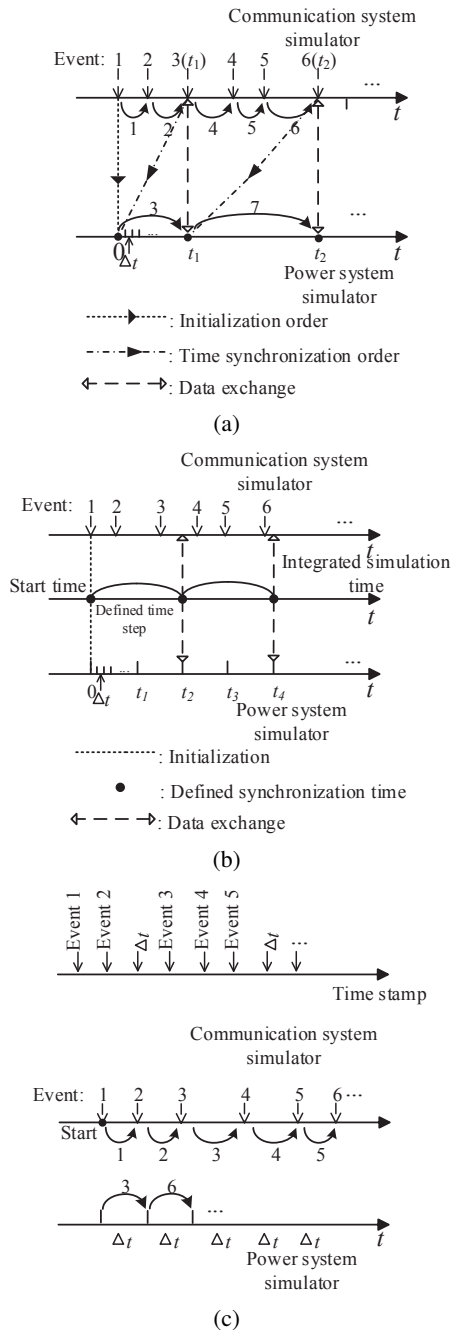 Communication system
simulator
Event: 1 2 3(t₁) 4 5 6(t₂)
...
t
1 2 4 5 6
3 7 ...
0 Δt ... t₁ t₂ t
Power system
simulator
: Initialization order
: Time synchronization order
: Data exchange
(a)
Communication system
simulator
Event: 1 2 3 4 5 6 ...
t
Integrated simulation
time
Start time
Defined time
step
t
...
0 Δt ... t₁ t₂ t₃ t₄ t
Power system
simulator
: Initialization
: Defined synchronization time
: Data exchange
(b)
Event 1 Event 2 Δt Event 3 Event 4 Event 5 Δt ...
Time stamp
Communication system
simulator
Event: 1 2 3 4 5 6 ...
Start
t
1 2 3 4 5
3 6 ...
Δt Δt Δt Δt Δt t
Power system
simulator
(c)